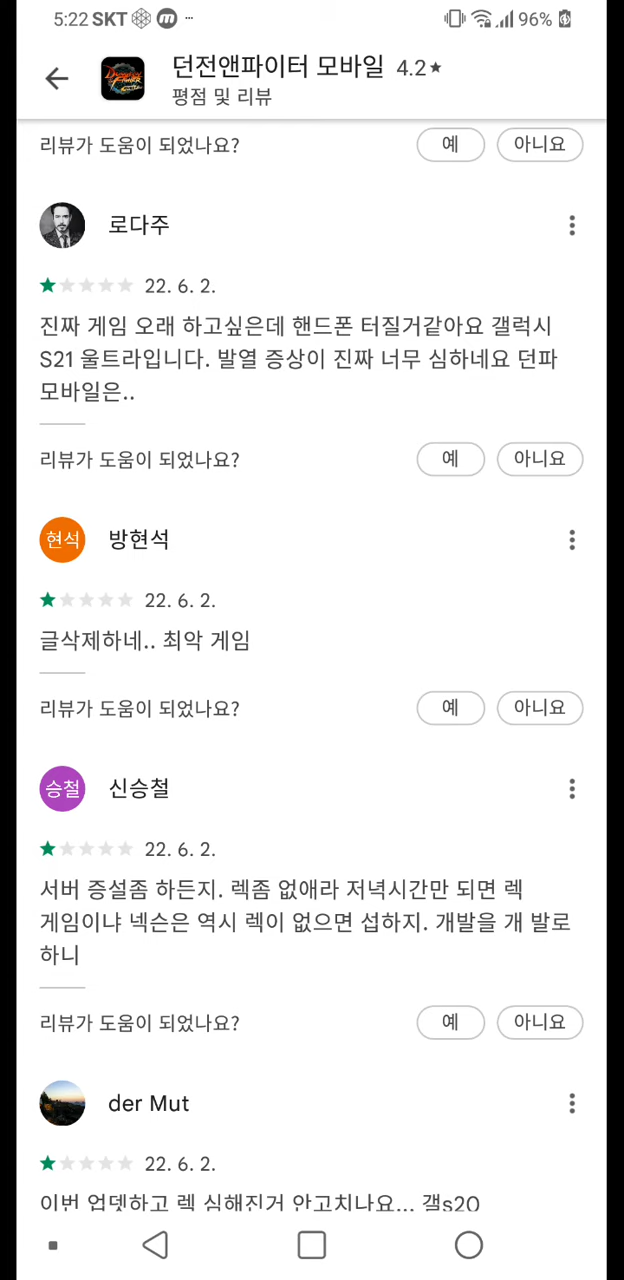 5:22 SKT
96%
던전앤파이터 모바일 4.2★
평점 및 리뷰
리뷰가 도움이 되었나요? 예 아니요
로다주
22. 6. 2.
진짜 게임 오래 하고싶은데 핸드폰 터질거같아요 갤럭시
S21 울트라입니다. 발열 증상이 진짜 너무 심하네요 던파
모바일은..
리뷰가 도움이 되었나요? 예 아니요
현석 방현석
22. 6. 2.
글삭제하네.. 최악 게임
리뷰가 도움이 되었나요? 예 아니요
승철 신승철
22. 6. 2.
서버 증설좀 하든지. 렉좀 없애라 저녁시간만 되면 렉
게임이냐 넥슨은 역시 렉이 없으면 섭하지. 개발을 개 발로
하니
리뷰가 도움이 되었나요? 예 아니요
der Mut
22. 6. 2.
이번 업뎃하고 렉 심해진거 안고치나요... 갤s20